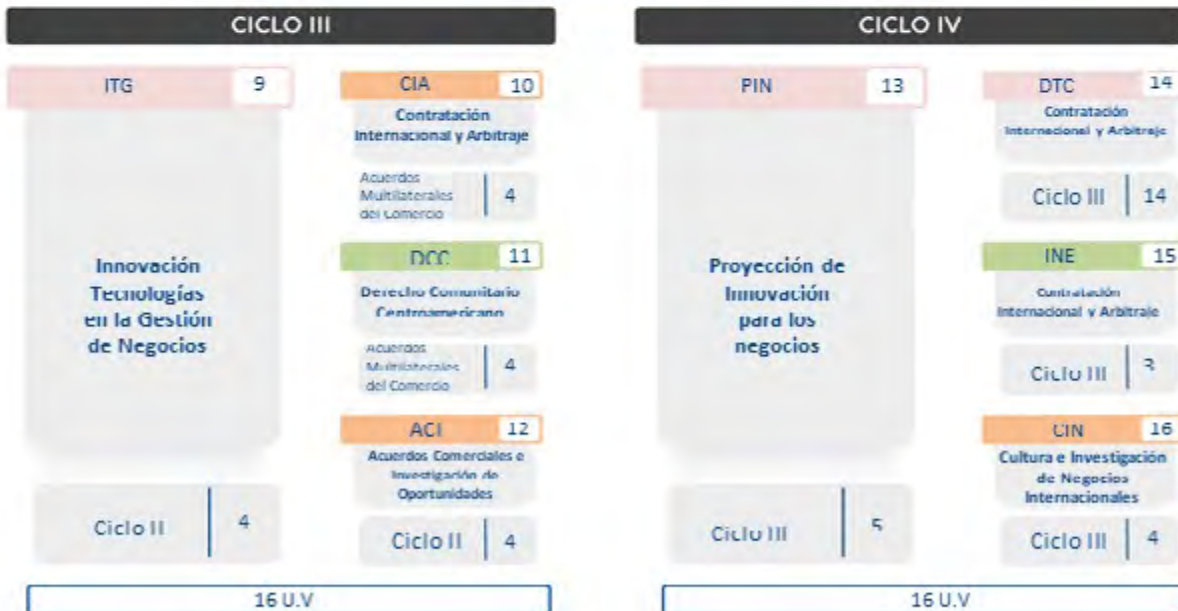 CICLO III
ITG 9
Innovación
Tecnologías
en la Gestión
de Negocios
Ciclo II 4
CIA 10
Contratación
Internacional y Arbitraje
Acuerdos
Multilaterales
del Comercio
4
DCC 11
Derecho Comunitario
Centroamericano
Acuerdos
Multilaterales
del Comercio
4
ACI 12
Acuerdos Comerciales e
Investigación de
Oportunidades
Ciclo II 4
16 U.V
CICLO IV
PIN 13
Proyección de
Innovación
para los
negocios
Ciclo III 5
DTC 14
Contratación
Internacional y Arbitraje
Ciclo III 14
INE 15
Contratación
Internacional y Arbitraje
Ciclo III 3
CIN 16
Cultura e Investigación
de Negocios
Internacionales
Ciclo III 4
16 U.V